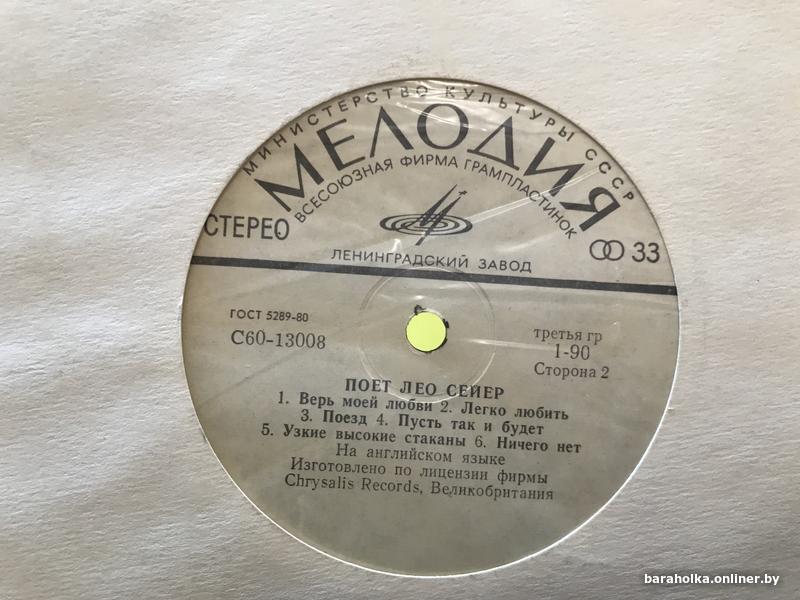 МИНИСТЕРСТВО КУЛЬТУРЫ СССР
МЕЛОДИЯ
ВСЕСОЮЗНАЯ ФИРМА ГРАМПЛАСТИНОК
СТЕРЕО
33
ЛЕНИНГРАДСКИЙ ЗАВОД
ГОСТ 5289-80
С60-13008
третья гр
1-90
Сторона 2
ПОЕТ ЛЕО СЕЙЕР
1. Верь моей любви 2. Легко любить
3. Поезд 4. Пусть так и будет
5. Узкие высокие стаканы 6. Ничего нет
На английском языке
Изготовлено по лицензии фирмы
Chrysalis Records, Великобритания
baraholka.onliner.by